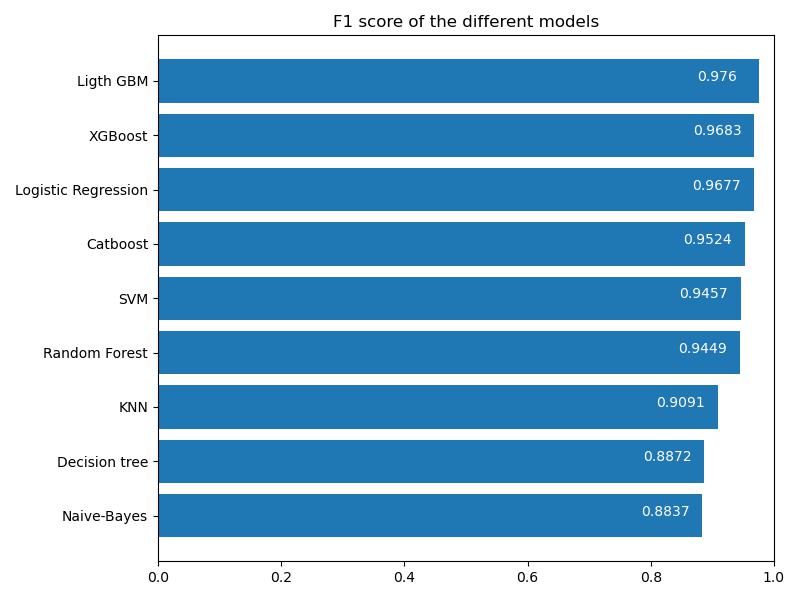 F1 score of the different models
Ligth GBM 0.976
XGBoost 0.9683
Logistic Regression 0.9677
Catboost 0.9524
SVM 0.9457
Random Forest 0.9449
KNN 0.9091
Decision tree 0.8872
Naive-Bayes 0.8837
0.0 0.2 0.4 0.6 0.8 1.0